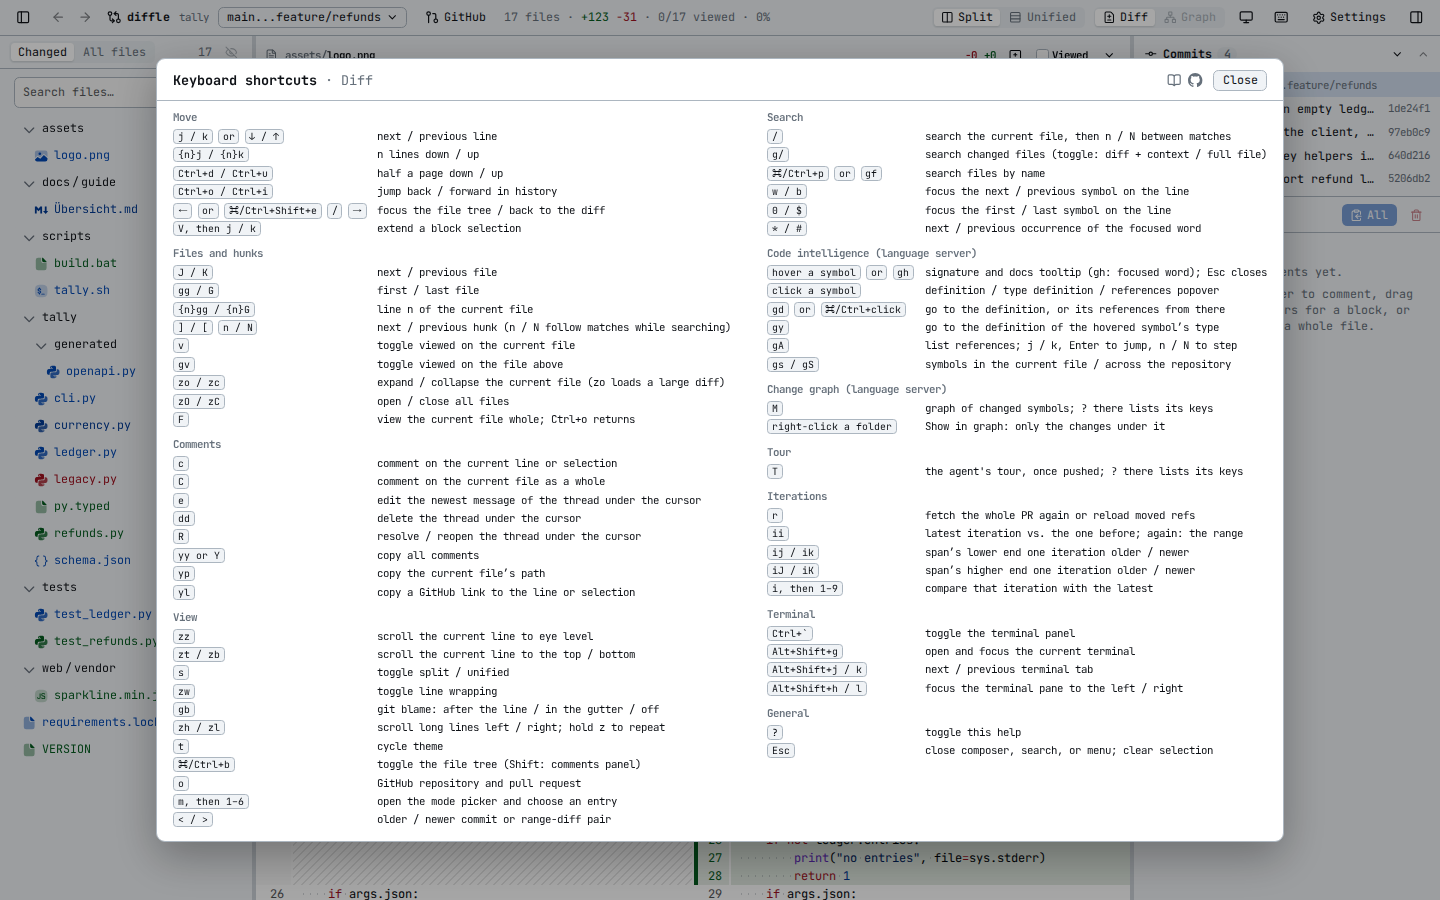 diffle tally main...feature/refunds GitHub 17 files · +123 -31 · 0/17 viewed · 0% Split Unified Diff Graph Settings
Changed All files 17
assets/logo.png -0 +0 Viewed
Commits 4
Search files…
assets
logo.png
docs/guide
Übersicht.md
scripts
build.bat
tally.sh
tally
generated
openapi.py
cli.py
currency.py
ledger.py
legacy.py
py.typed
refunds.py
schema.json
tests
test_ledger.py
test_refunds.py
web/vendor
sparkline.min.j
requirements.loc
VERSION
Keyboard shortcuts · Diff Close
Move
j / k or ↓ / ↑ next / previous line
{n}j / {n}k n lines down / up
Ctrl+d / Ctrl+u half a page down / up
Ctrl+o / Ctrl+i jump back / forward in history
← or ⌘/Ctrl+Shift+e / → focus the file tree / back to the diff
V, then j / k extend a block selection
Files and hunks
J / K next / previous file
gg / G first / last file
{n}gg / {n}G line n of the current file
] / [ n / N next / previous hunk (n / N follow matches while searching)
v toggle viewed on the current file
gv toggle viewed on the file above
zo / zc expand / collapse the current file (zo loads a large diff)
zO / zC open / close all files
F view the current file whole; Ctrl+o returns
Comments
c comment on the current line or selection
C comment on the current file as a whole
e edit the newest message of the thread under the cursor
dd delete the thread under the cursor
R resolve / reopen the thread under the cursor
yy or Y copy all comments
yp copy the current file’s path
yl copy a GitHub link to the line or selection
View
zz scroll the current line to eye level
zt / zb scroll the current line to the top / bottom
s toggle split / unified
zw toggle line wrapping
gb git blame: after the line / in the gutter / off
zh / zl scroll long lines left / right; hold z to repeat
t cycle theme
⌘/Ctrl+b toggle the file tree (Shift: comments panel)
o GitHub repository and pull request
m, then 1–6 open the mode picker and choose an entry
< / > older / newer commit or range-diff pair
Search
/ search the current file, then n / N between matches
g/ search changed files (toggle: diff + context / full file)
⌘/Ctrl+p or gf search files by name
w / b focus the next / previous symbol on the line
0 / $ focus the first / last symbol on the line
* / # next / previous occurrence of the focused word
Code intelligence (language server)
hover a symbol or gh signature and docs tooltip (gh: focused word); Esc closes
click a symbol definition / type definition / references popover
gd or ⌘/Ctrl+click go to the definition, or its references from there
gy go to the definition of the hovered symbol’s type
gA list references; j / k, Enter to jump, n / N to step
gs / gS symbols in the current file / across the repository
Change graph (language server)
M graph of changed symbols; ? there lists its keys
right-click a folder Show in graph: only the changes under it
Tour
T the agent's tour, once pushed; ? there lists its keys
Iterations
r fetch the whole PR again or reload moved refs
ii latest iteration vs. the one before; again: the range
ij / ik span’s lower end one iteration older / newer
iJ / iK span’s higher end one iteration older / newer
i, then 1–9 compare that iteration with the latest
Terminal
Ctrl+` toggle the terminal panel
Alt+Shift+g open and focus the current terminal
Alt+Shift+j / k next / previous terminal tab
Alt+Shift+h / l focus the terminal pane to the left / right
General
? toggle this help
Esc close composer, search, or menu; clear selection
.feature/refunds
n empty ledg… 1de24f1
the client, … 97eb0c9
ey helpers i… 640d216
ort refund l… 5206db2
All
ents yet.
er to comment, drag
rs for a block, or
a whole file.
27 print("no entries", file=sys.stderr)
28 return 1
26 if args.json: 29 if args.json: